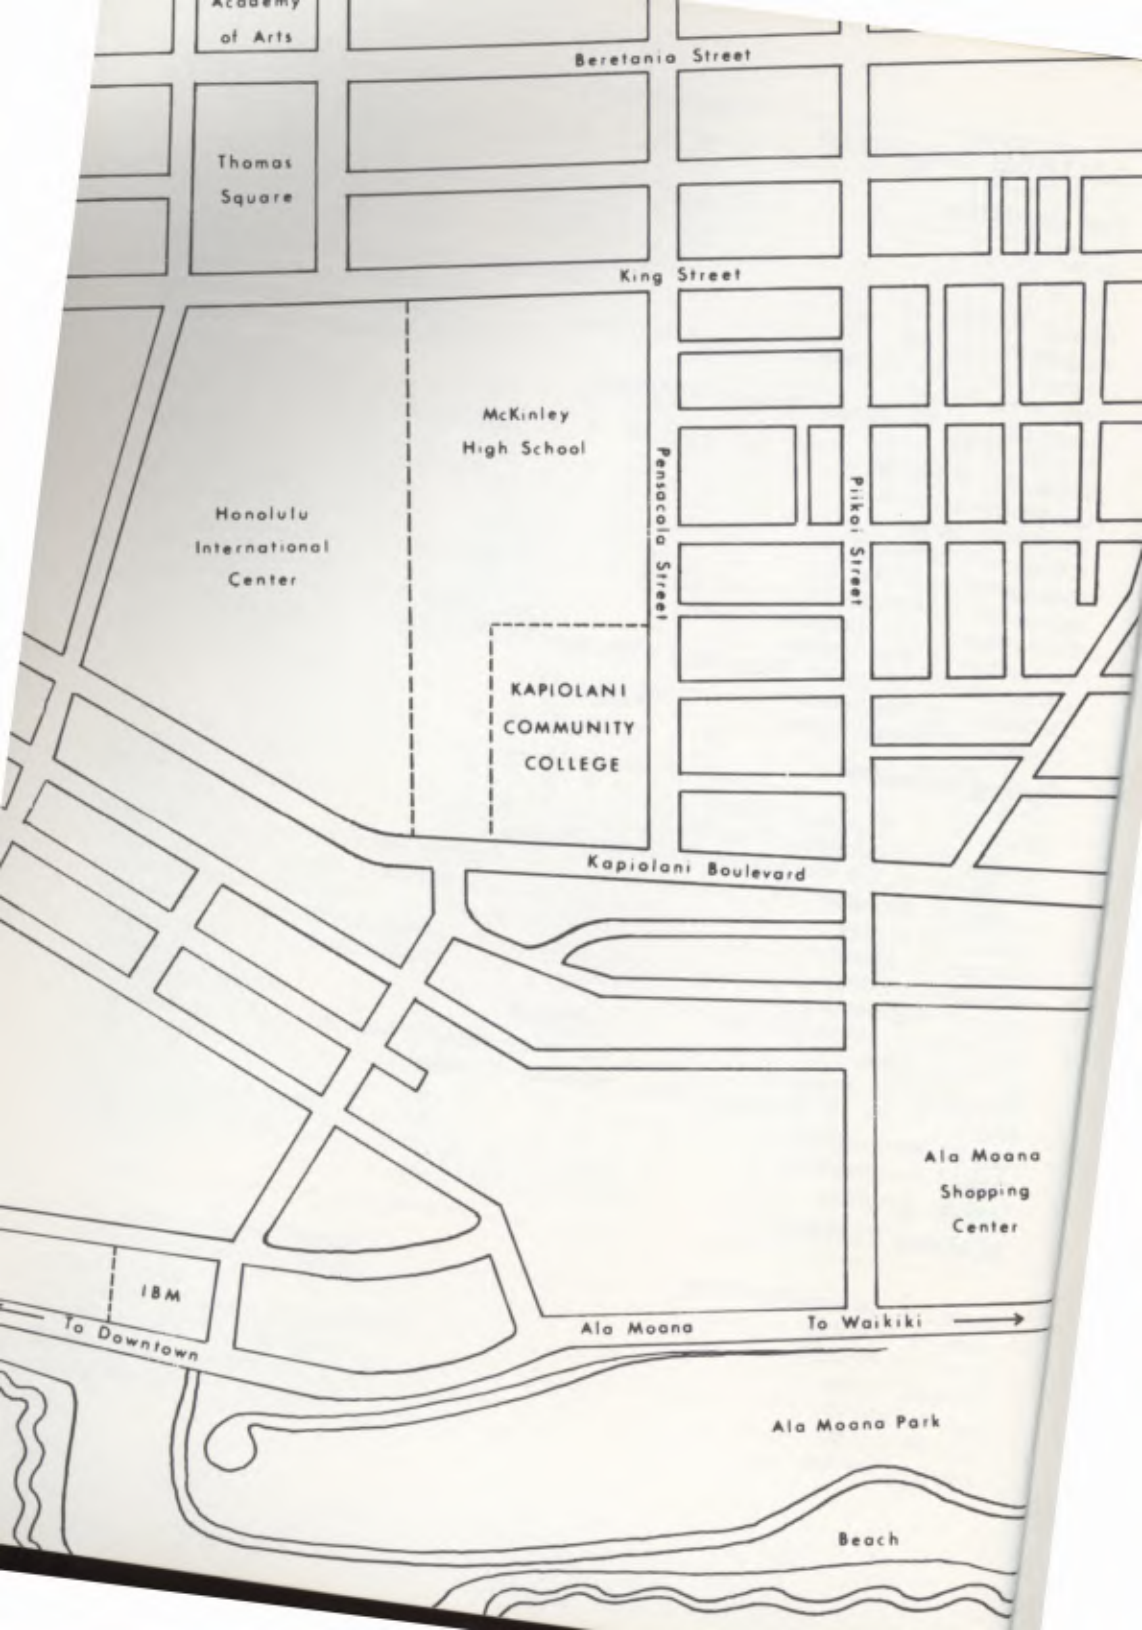 Academy
of Arts
Beretania Street
Thomas
Square
King Street
McKinley
High School
Pensacola Street
Piikoi Street
Honolulu
International
Center
KAPIOLANI
COMMUNITY
COLLEGE
Kapiolani Boulevard
Ala Moana
Shopping
Center
IBM
To Downtown
Ala Moana
To Waikiki
Ala Moana Park
Beach